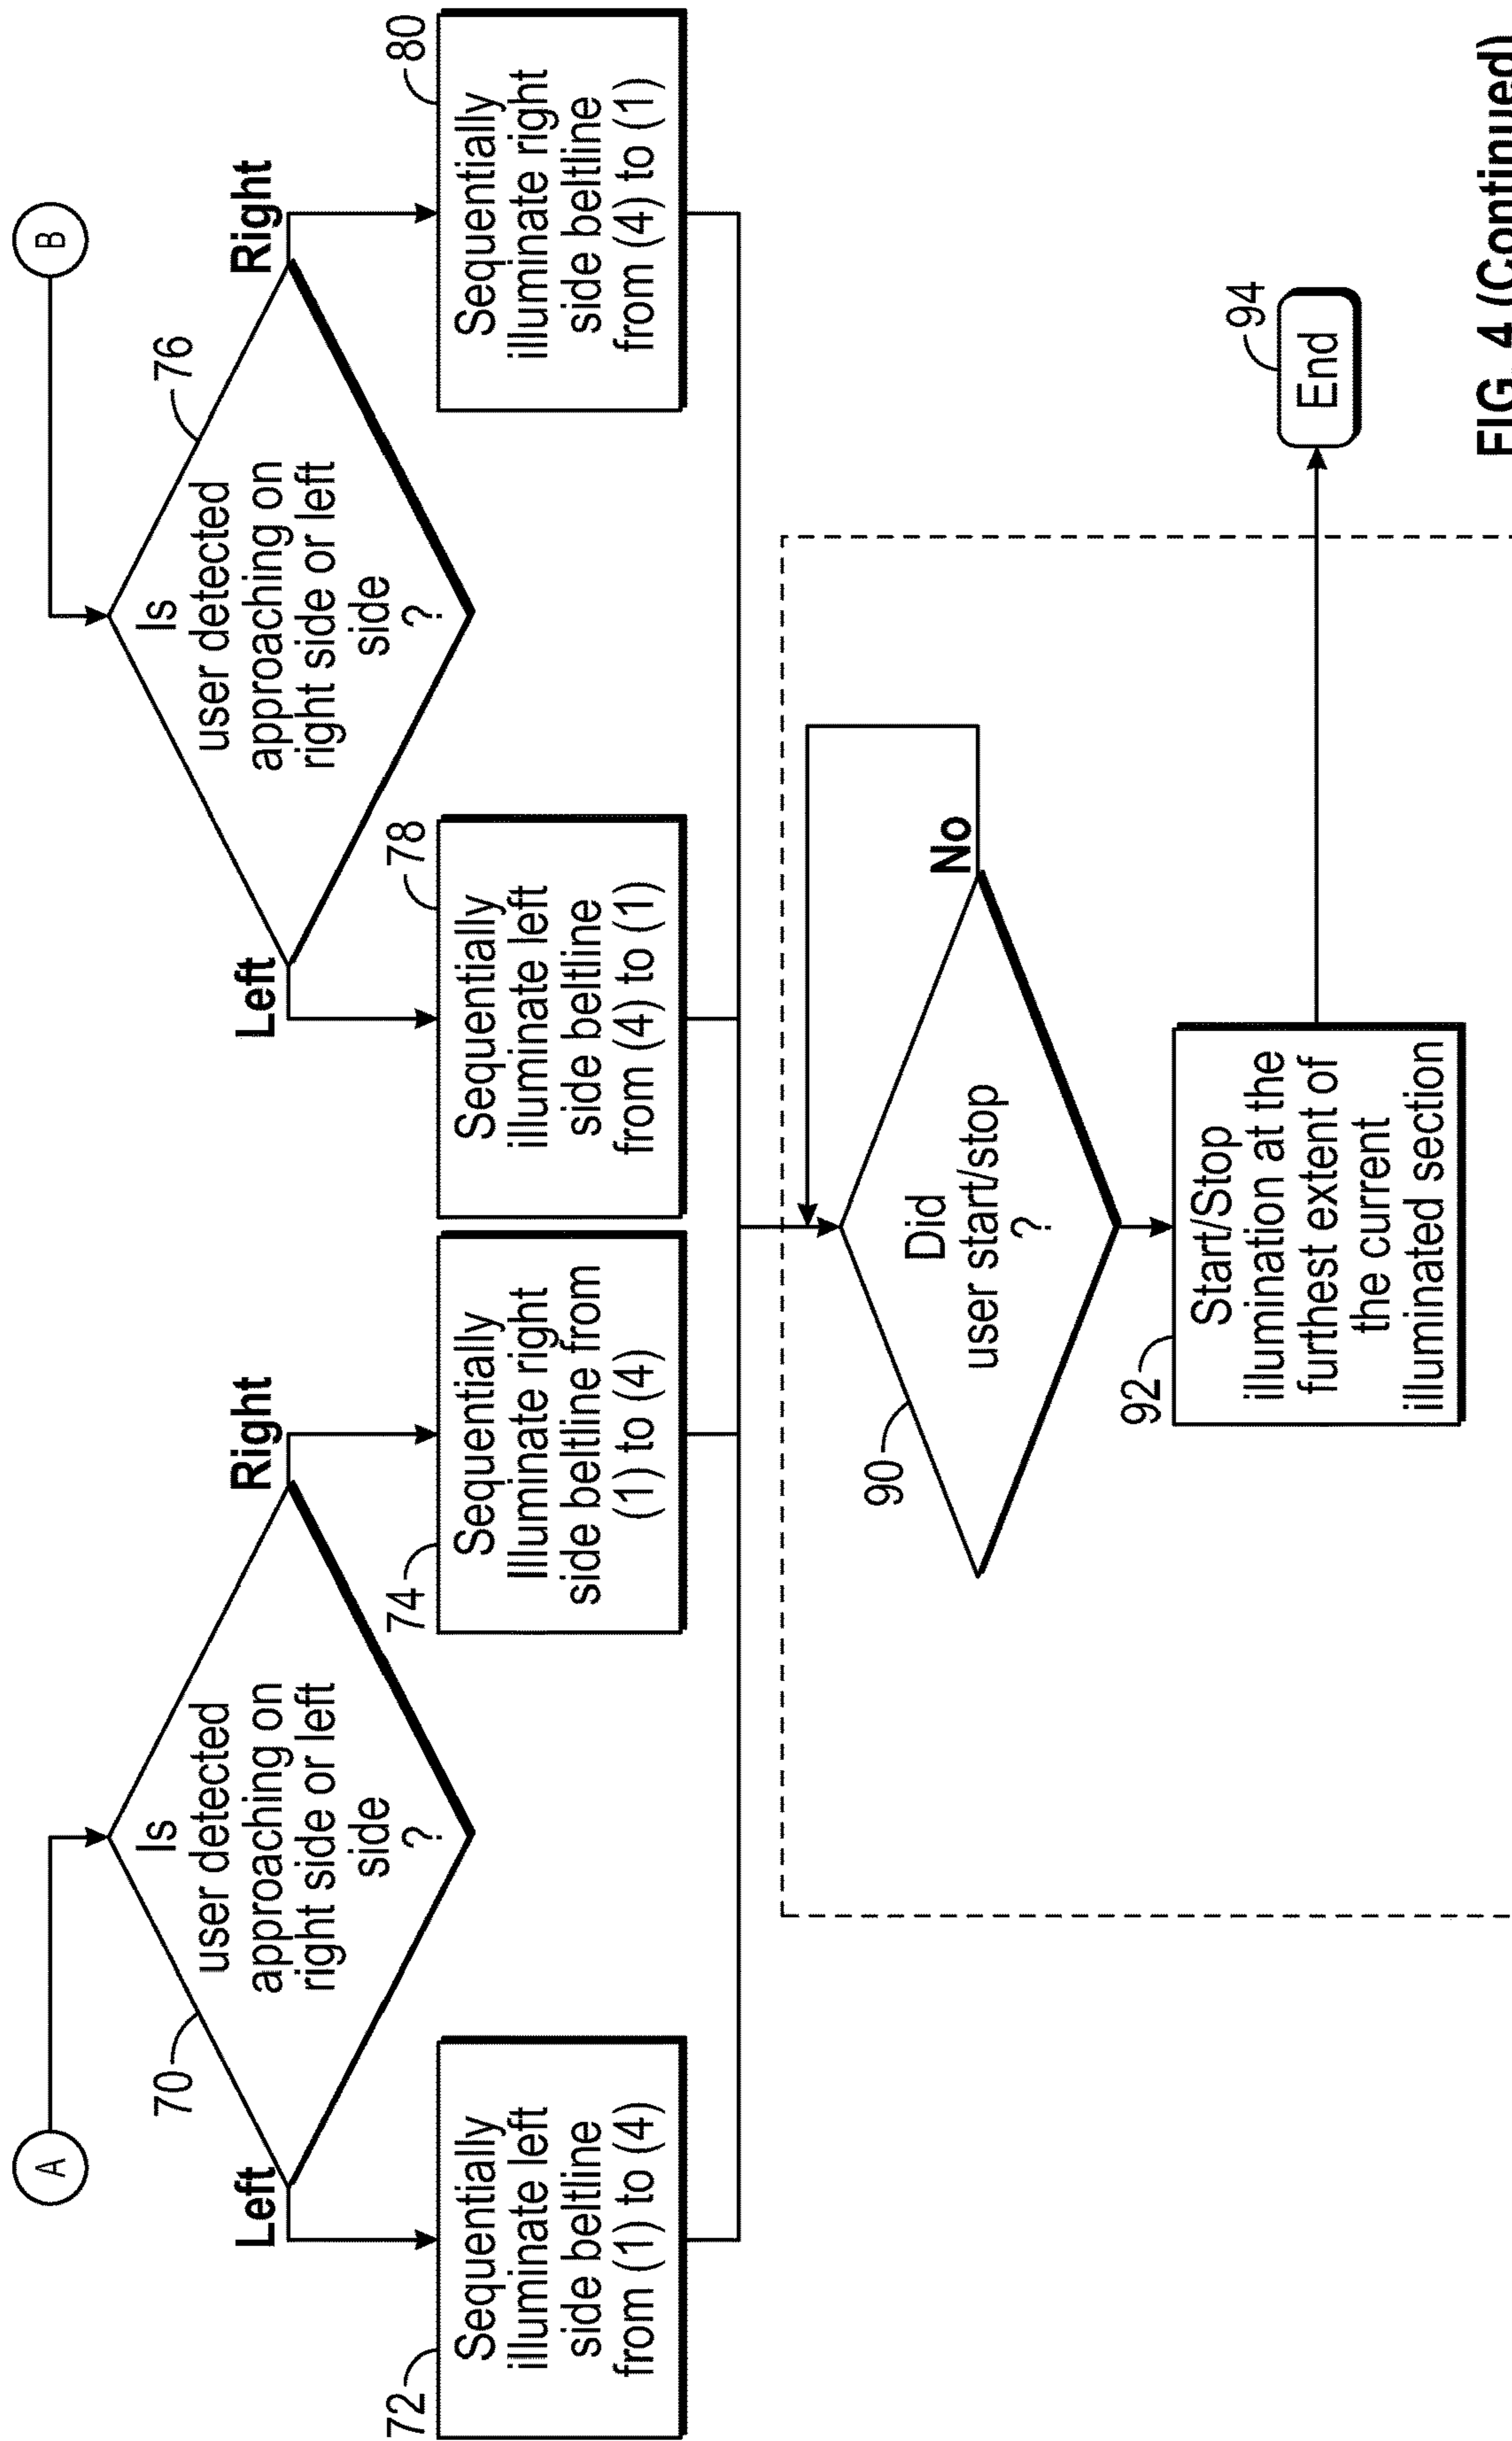 A
B
70
Is
user detected
approaching on
right side or left
side
?
Left
Right
76
Is
user detected
approaching on
right side or left
side
?
Left
Right
72
Sequentially
illuminate left
side beltline
from (1) to (4)
74
Sequentially
Illuminate right
side beltline from
(1) to (4)
78
Sequentially
illuminate left
side beltline
from (4) to (1)
80
Sequentially
illuminate right
side beltline
from (4) to (1)
90
Did
user start/stop
?
No
92
Start/Stop
illumination at the
furthest extent of
the current
illuminated section
94
End
FIG. 4 (Continued)